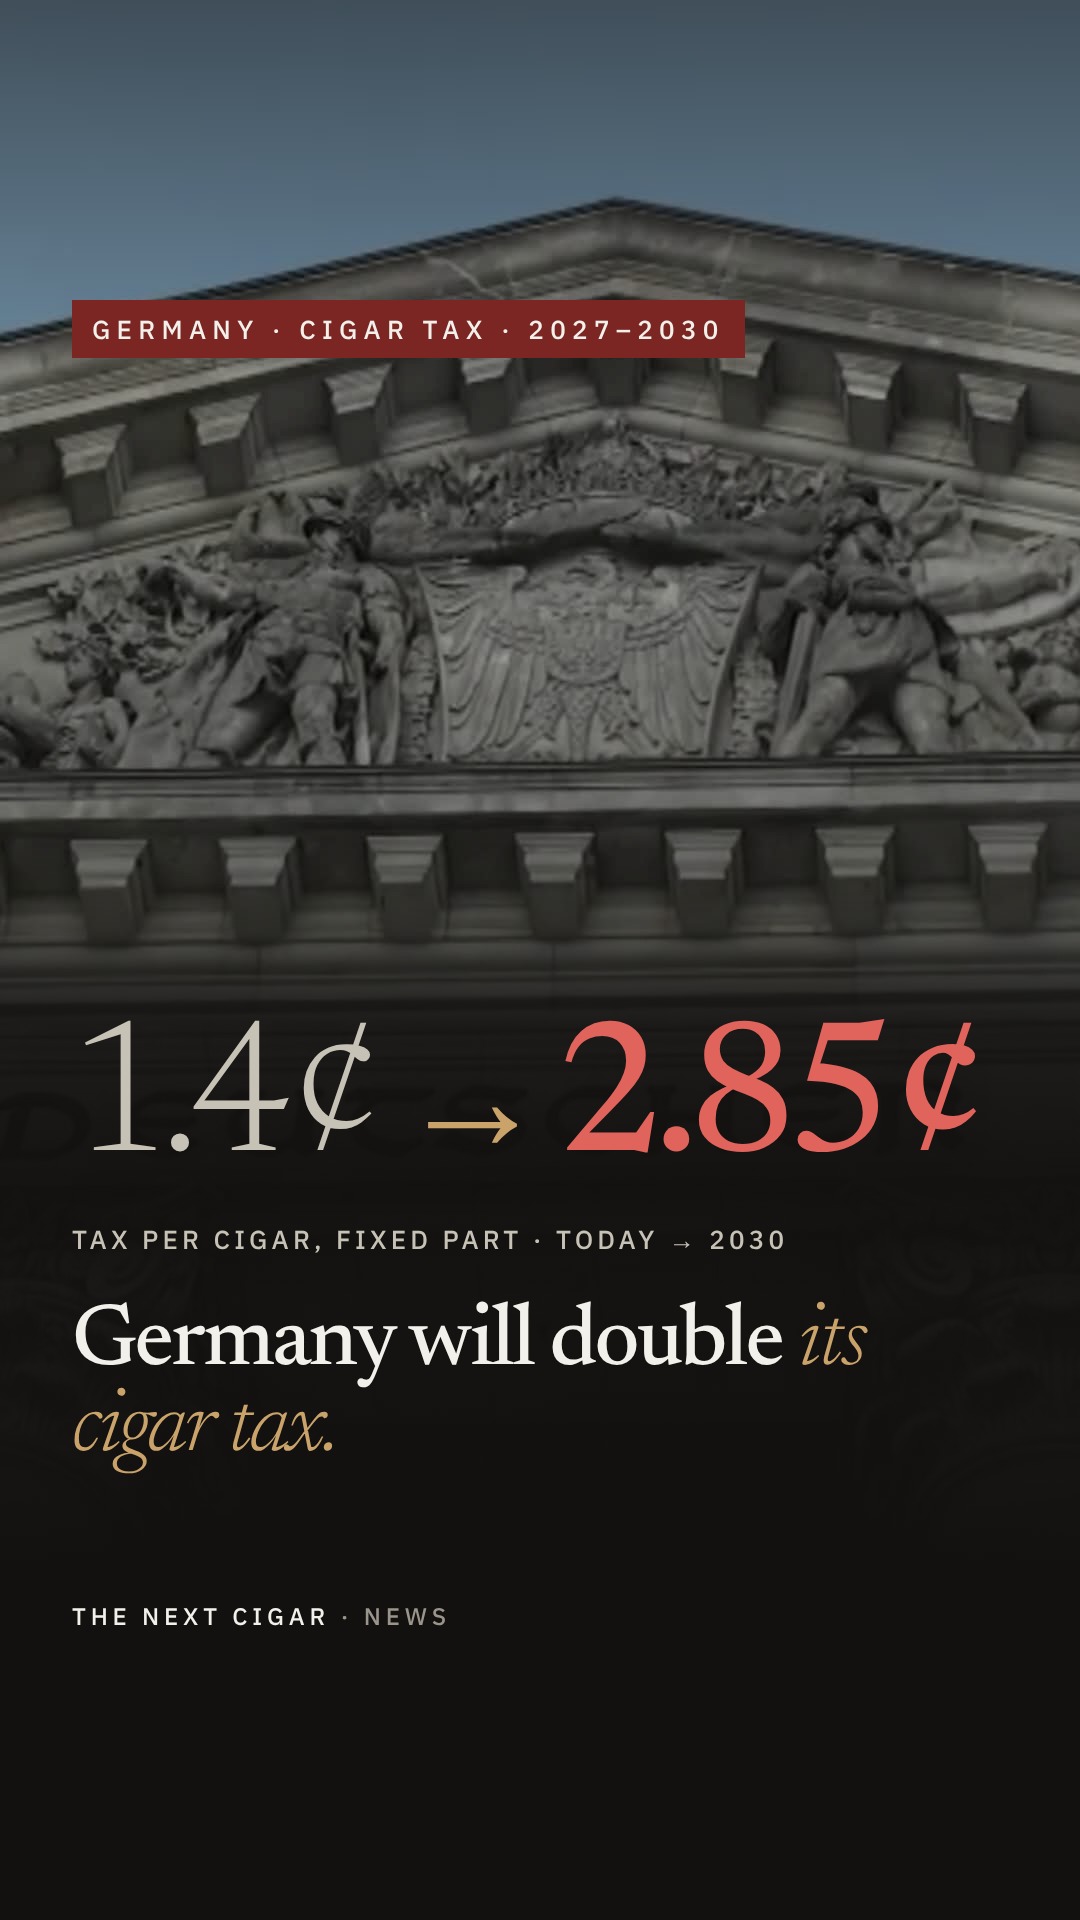 GERMANY · CIGAR TAX · 2027–2030
1.4¢ → 2.85¢
TAX PER CIGAR, FIXED PART · TODAY → 2030
Germany will double its
cigar tax.
THE NEXT CIGAR · NEWS